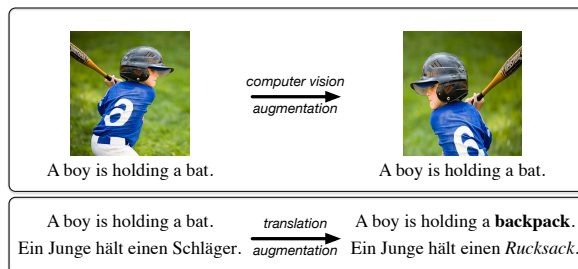 computer vision
augmentation
A boy is holding a bat.
A boy is holding a bat.
A boy is holding a bat.
translation
A boy is holding a backpack.
Ein Junge hält einen Schläger.
augmentation
Ein Junge hält einen Rucksack.